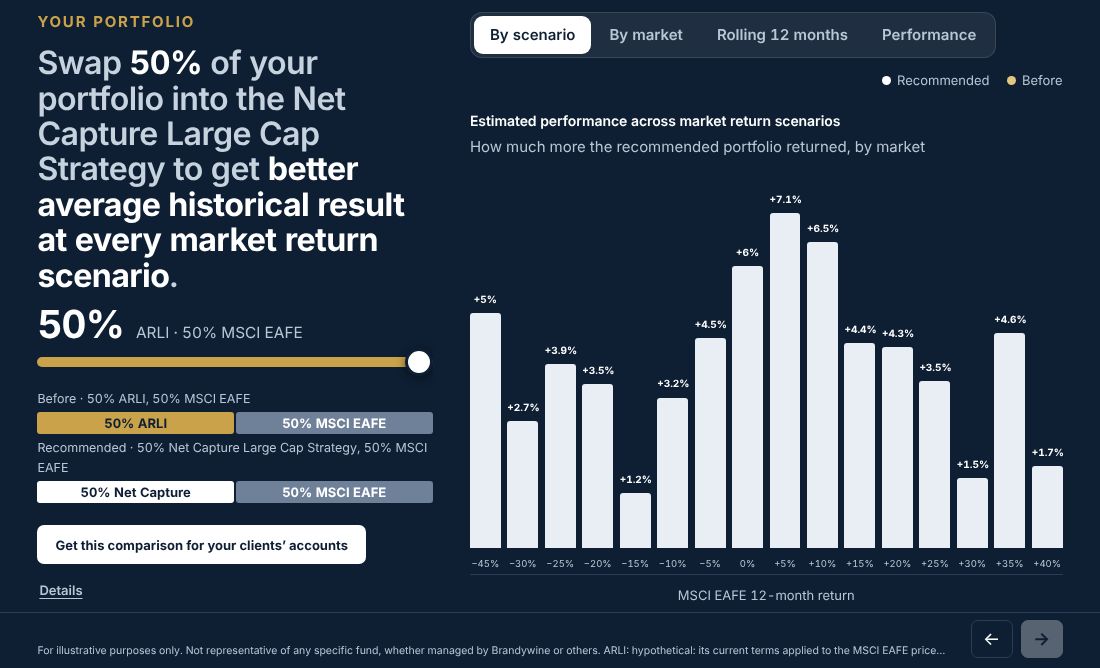 YOUR PORTFOLIO
Swap 50% of your
portfolio into the Net
Capture Large Cap
Strategy to get better
average historical result
at every market return
scenario.
50% ARLI · 50% MSCI EAFE
Before · 50% ARLI, 50% MSCI EAFE
50% ARLI 50% MSCI EAFE
Recommended · 50% Net Capture Large Cap Strategy, 50% MSCI
EAFE
50% Net Capture 50% MSCI EAFE
Get this comparison for your clients’ accounts
Details
By scenario By market Rolling 12 months Performance
Recommended Before
Estimated performance across market return scenarios
How much more the recommended portfolio returned, by market
+5% +2.7% +3.9% +3.5% +1.2% +3.2% +4.5% +6% +7.1% +6.5% +4.4% +4.3% +3.5% +1.5% +4.6% +1.7%
−45% −30% −25% −20% −15% −10% −5% 0% +5% +10% +15% +20% +25% +30% +35% +40%
MSCI EAFE 12-month return
For illustrative purposes only. Not representative of any specific fund, whether managed by Brandywine or others. ARLI: hypothetical: its current terms applied to the MSCI EAFE price…